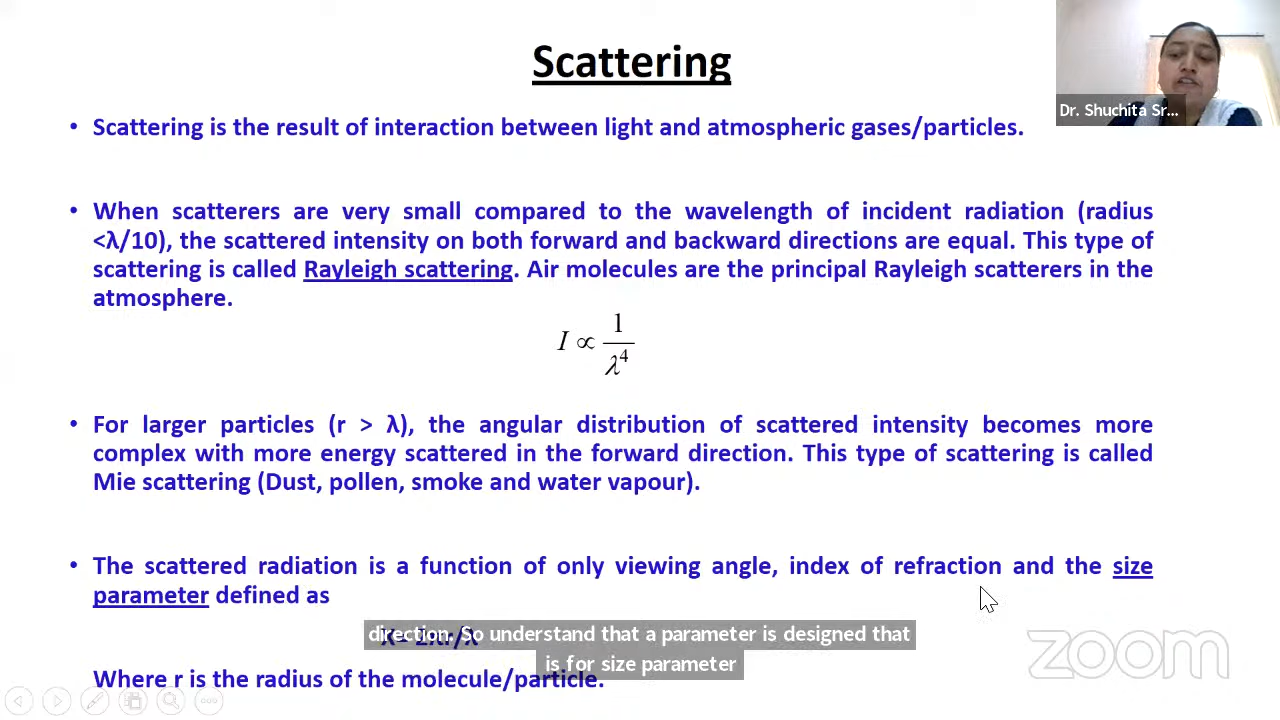 Scattering
Dr. Shuchita Sr...
• Scattering is the result of interaction between light and atmospheric gases/particles.
• When scatterers are very small compared to the wavelength of incident radiation (radius
<λ/10), the scattered intensity on both forward and backward directions are equal. This type of
scattering is called Rayleigh scattering. Air molecules are the principal Rayleigh scatterers in the
atmosphere.
I ∝ 1/λ⁴
• For larger particles (r > λ), the angular distribution of scattered intensity becomes more
complex with more energy scattered in the forward direction. This type of scattering is called
Mie scattering (Dust, pollen, smoke and water vapour).
• The scattered radiation is a function of only viewing angle, index of refraction and the size
parameter defined as
direction. So understand that a parameter is designed that
is for size parameter
Where r is the radius of the molecule/particle.
zoom